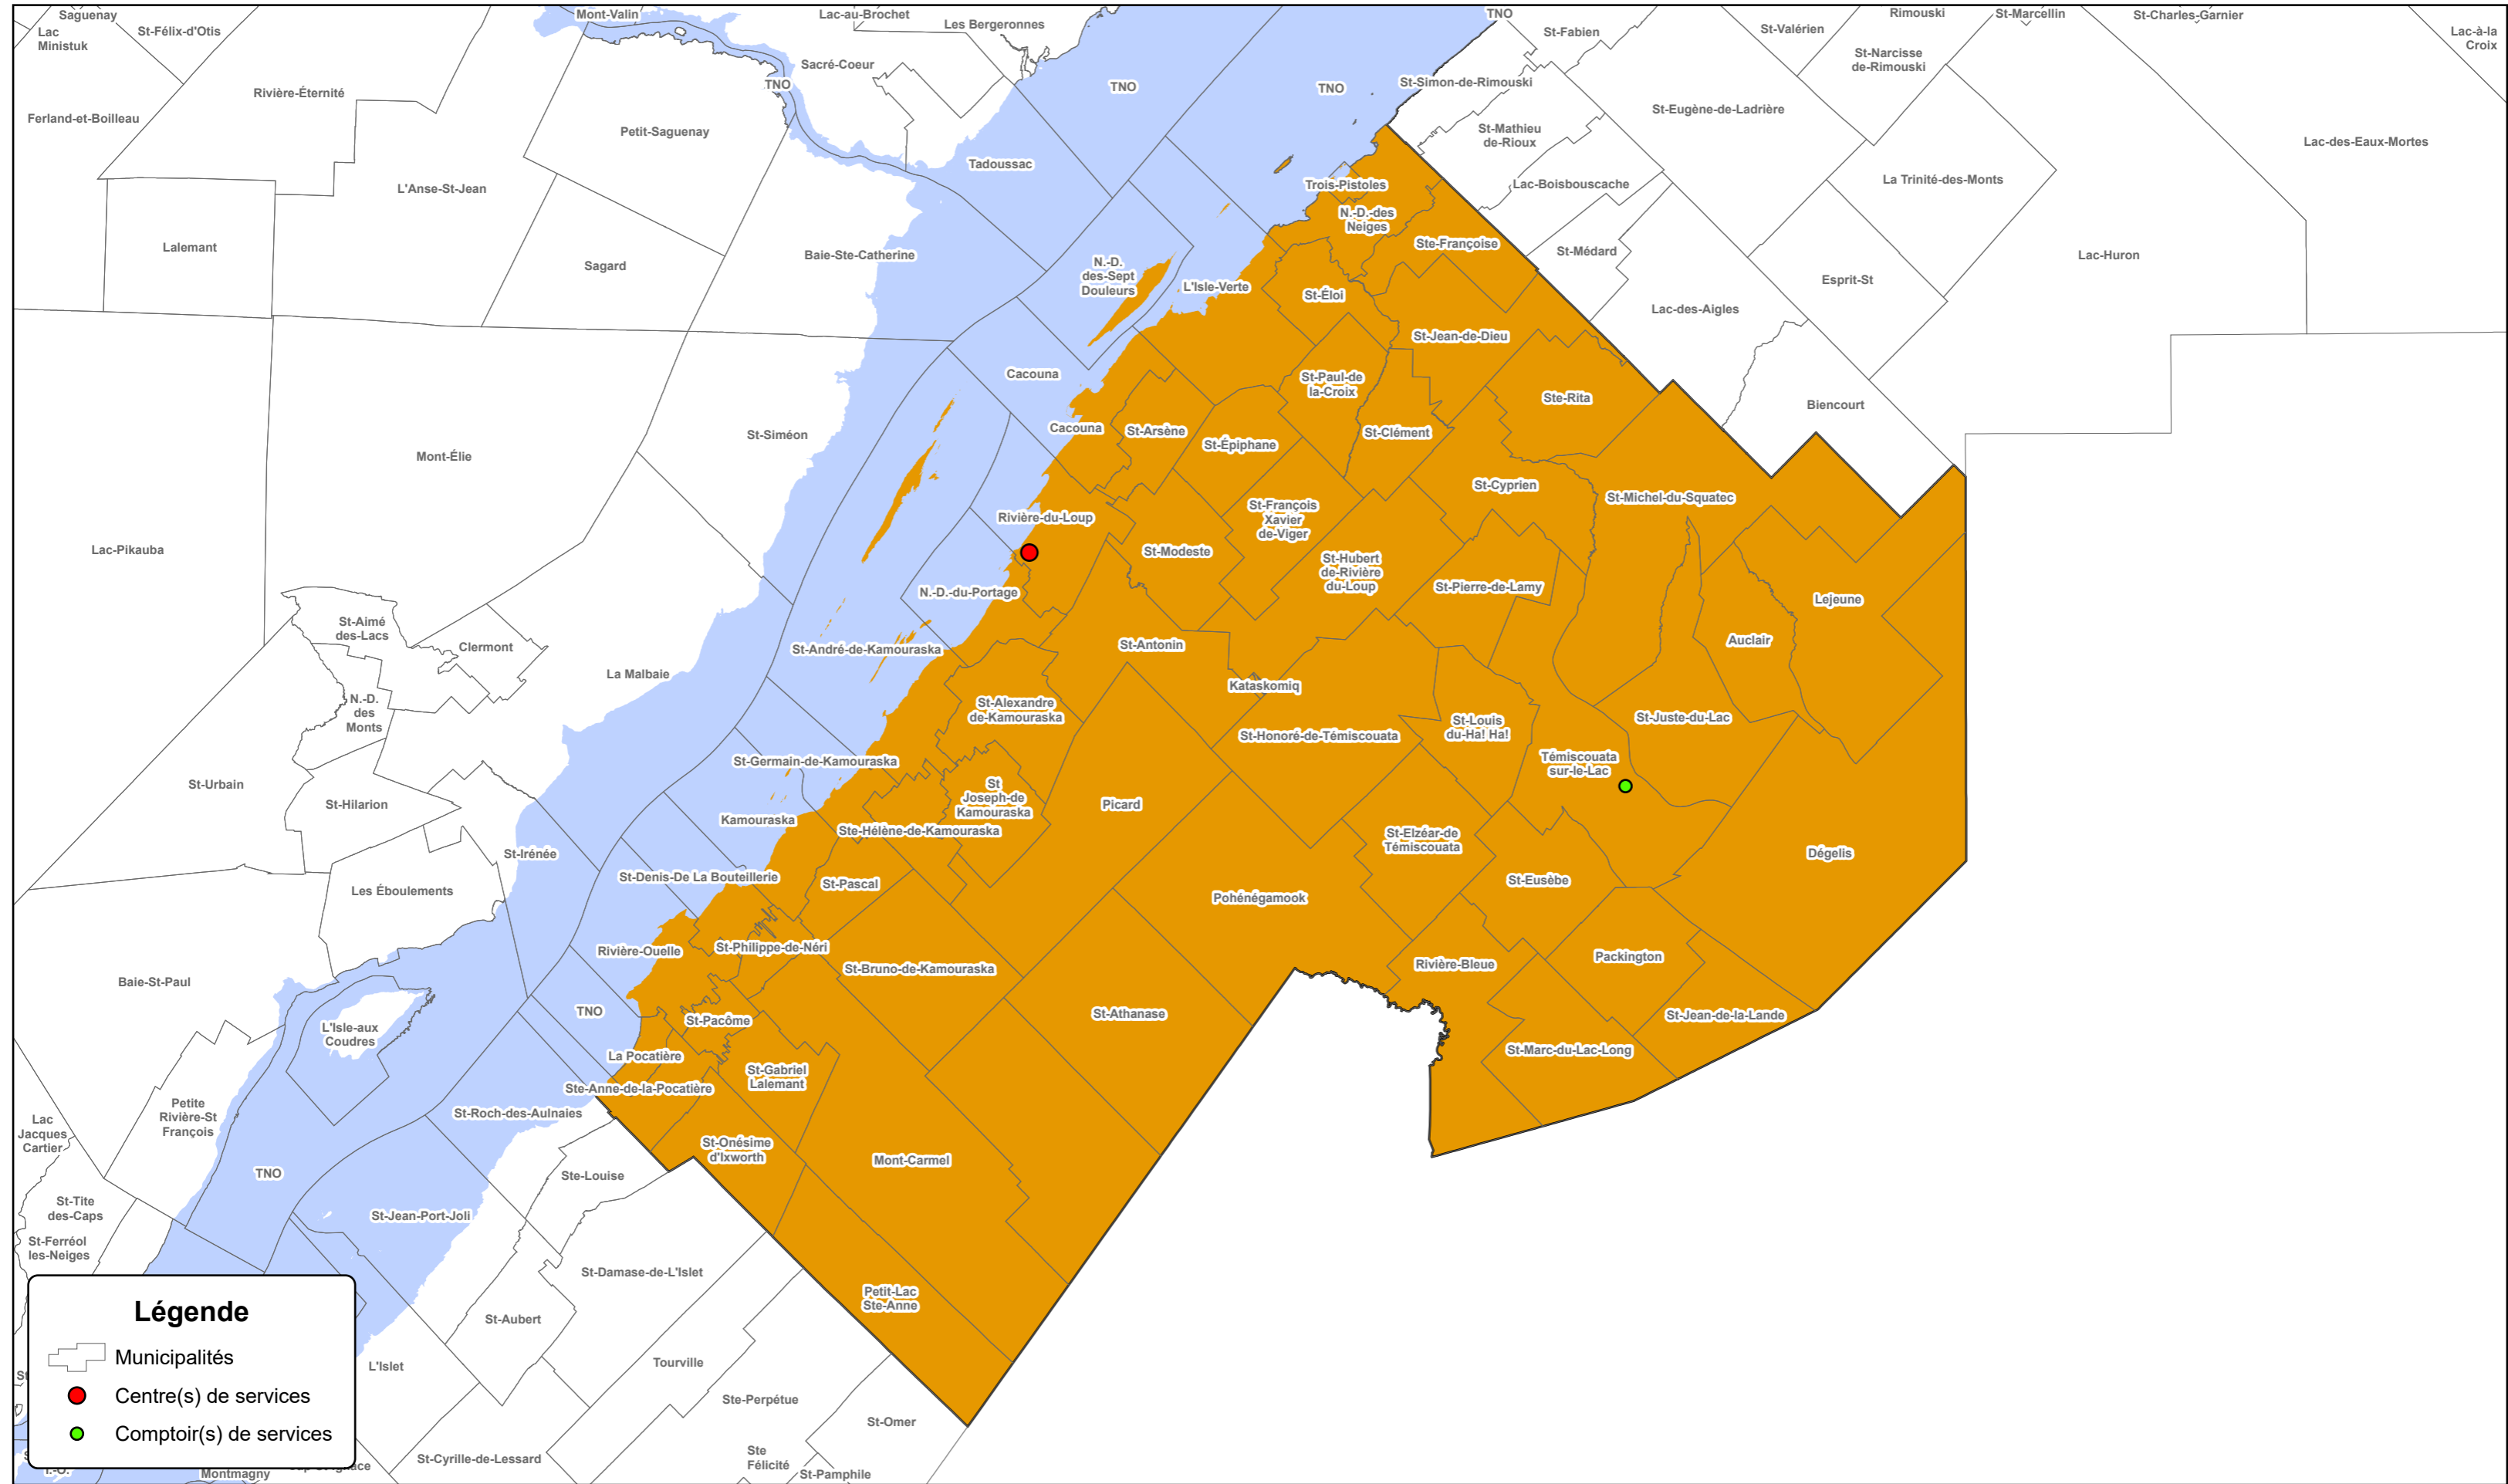 Saguenay
Mont-Valin
Lac-au-Brochet
Les Bergeronnes
TNO
St-Fabien
St-Valérien
Rimouski
St-Marcellin
St-Charles-Garnier
Lac-à-la
Croix
Lac
Ministuk
St-Félix-d'Otis
Sacré-Coeur
St-Narcisse
de-Rimouski
Rivière-Éternité
TNO
TNO
TNO
St-Simon-de-Rimouski
St-Eugène-de-Ladrière
Ferland-et-Boilleau
Petit-Saguenay
St-Mathieu
de-Rioux
Lac-des-Eaux-Mortes
Tadoussac
L'Anse-St-Jean
Trois-Pistoles
Lac-Boisbouscache
La Trinité-des-Monts
N.-D.-des
Neiges
Lalemant
Sagard
Baie-Ste-Catherine
Ste-Françoise
St-Médard
Lac-Huron
N.-D.
des-Sept
Douleurs
L'Isle-Verte
St-Éloi
Esprit-St
Lac-des-Aigles
St-Jean-de-Dieu
Cacouna
St-Paul-de
la-Croix
Ste-Rita
Biencourt
St-Siméon
Cacouna
St-Arsène
St-Épiphane
St-Clément
Mont-Élie
St-Cyprien
St-Michel-du-Squatec
Rivière-du-Loup
St-François
Xavier
de-Viger
Lac-Pikauba
St-Modeste
St-Hubert
de-Rivière
du-Loup
St-Pierre-de-Lamy
N.-D.-du-Portage
Lejeune
St-Aimé
des-Lacs
Clermont
St-André-de-Kamouraska
St-Antonin
Auclair
La Malbaie
Kataskomiq
N.-D.
des
Monts
St-Alexandre
de-Kamouraska
St-Honoré-de-Témiscouata
St-Louis
du-Ha! Ha!
St-Juste-du-Lac
St-Germain-de-Kamouraska
Témiscouata
sur-le-Lac
St-Urbain
St-Hilarion
St
Joseph-de
Kamouraska
Picard
Kamouraska
Ste-Hélène-de-Kamouraska
St-Elzéar-de
Témiscouata
Dégelis
St-Irénée
St-Denis-De La Bouteillerie
St-Pascal
St-Eusèbe
Les Éboulements
Pohénégamook
Rivière-Ouelle
St-Philippe-de-Néri
St-Bruno-de-Kamouraska
Rivière-Bleue
Packington
Baie-St-Paul
L'Isle-aux
Coudres
TNO
St-Pacôme
St-Athanase
St-Jean-de-la-Lande
La Pocatière
St-Marc-du-Lac-Long
St-Gabriel
Lalemant
Ste-Anne-de-la-Pocatière
Petite
Rivière-St
François
St-Roch-des-Aulnaies
Lac
Jacques
Cartier
St-Onésime
d'Ixworth
Mont-Carmel
TNO
Ste-Louise
St-Tite
des-Caps
St-Jean-Port-Joli
St-Ferréol
les-Neiges
St-Damase-de-L'Islet
Petit-Lac
Ste-Anne
St-Aubert
L'Islet
Tourville
Ste-Perpétue
St-Omer
St-Cyrille-de-Lessard
Ste
Félicité
St-Pamphile
Montmagny
Légende
Municipalités
Centre(s) de services
Comptoir(s) de services